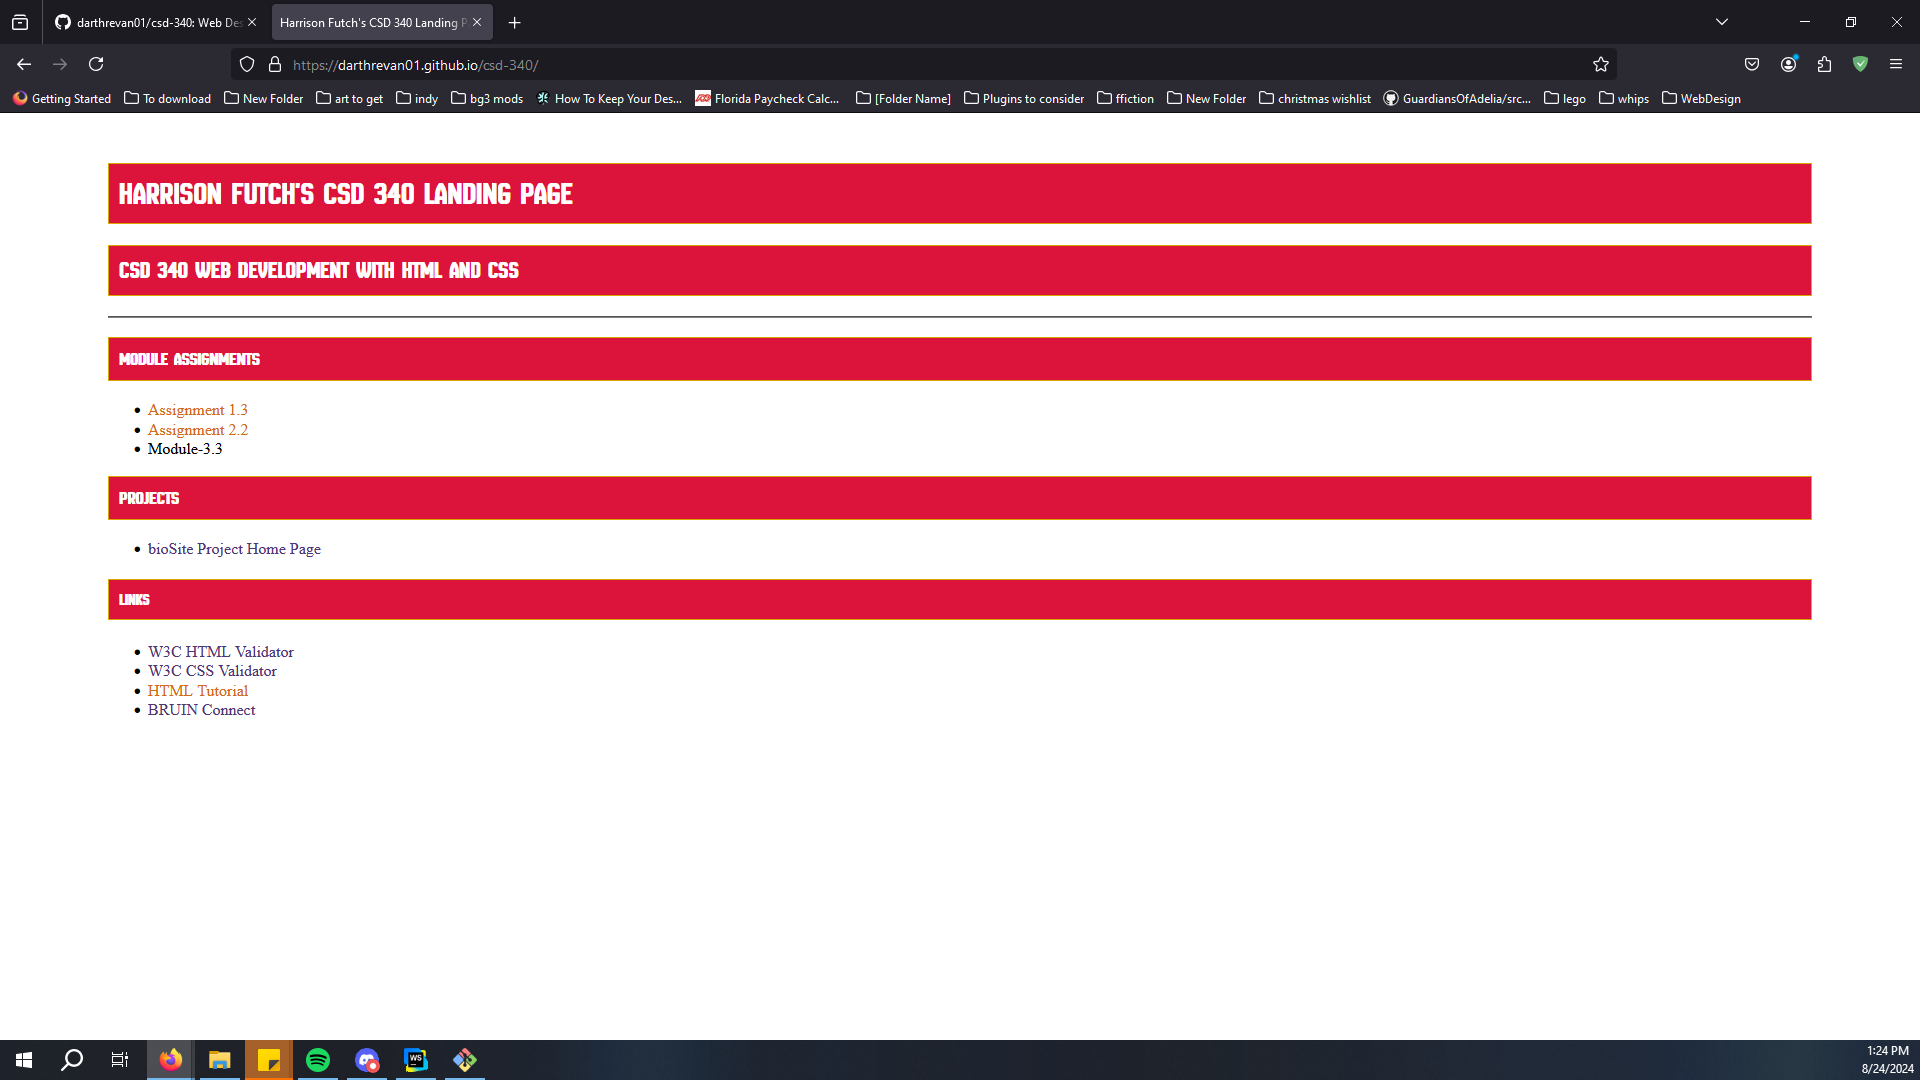 darthrevan01/csd-340: Web Des
Harrison Futch's CSD 340 Landing P
https://darthrevan01.github.io/csd-340/
Getting Started To download New Folder art to get indy bg3 mods How To Keep Your Des... Florida Paycheck Calc... [Folder Name] Plugins to consider ffiction New Folder christmas wishlist GuardiansOfAdelia/src... lego whips WebDesign
HARRISON FUTCH'S CSD 340 LANDING PAGE
CSD 340 WEB DEVELOPMENT WITH HTML AND CSS
MODULE ASSIGNMENTS
Assignment 1.3
Assignment 2.2
Module-3.3
PROJECTS
bioSite Project Home Page
LINKS
W3C HTML Validator
W3C CSS Validator
HTML Tutorial
BRUIN Connect
WS
1:24 PM
8/24/2024